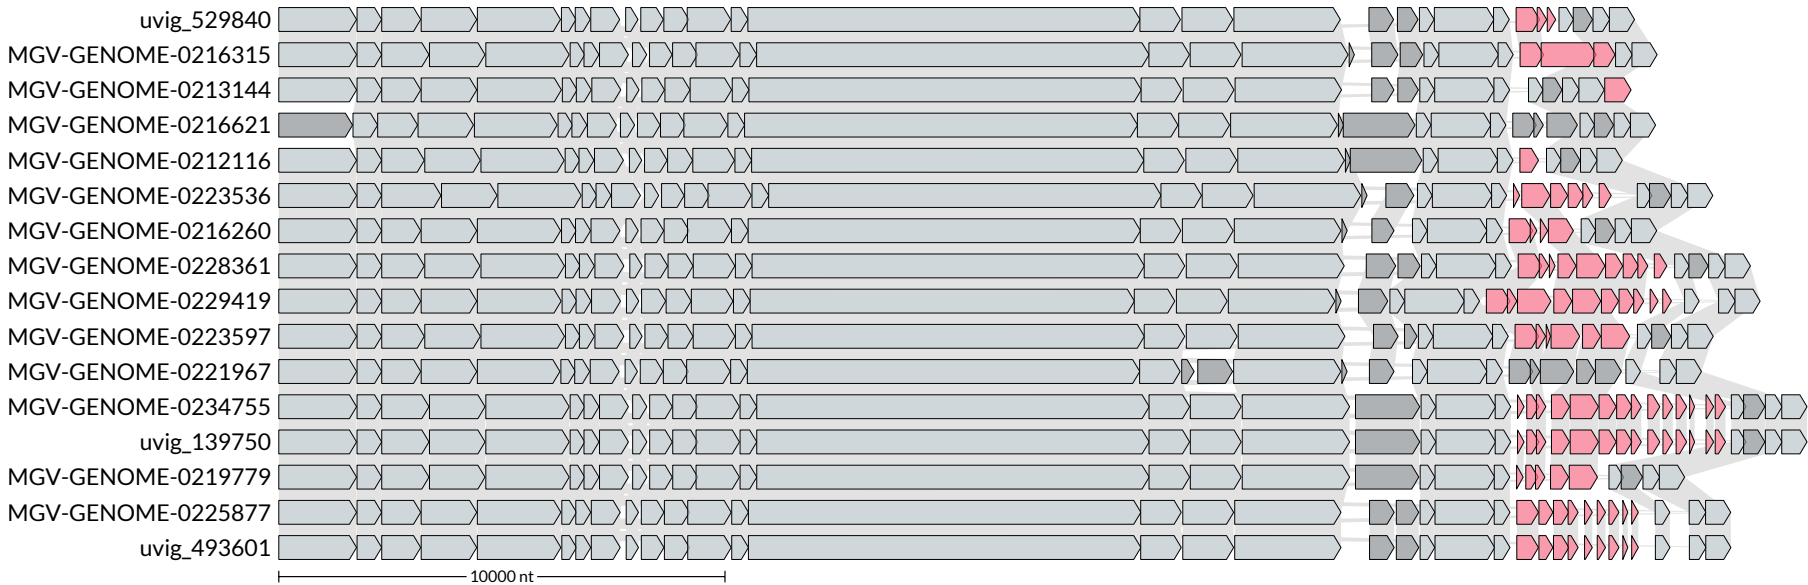 uvig_529840
MGV-GENOME-0216315
MGV-GENOME-0213144
MGV-GENOME-0216621
MGV-GENOME-0212116
MGV-GENOME-0223536
MGV-GENOME-0216260
MGV-GENOME-0228361
MGV-GENOME-0229419
MGV-GENOME-0223597
MGV-GENOME-0221967
MGV-GENOME-0234755
uvig_139750
MGV-GENOME-0219779
MGV-GENOME-0225877
uvig_493601
10000 nt